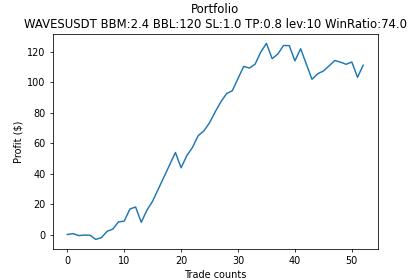 Portfolio
WAVESUSDT BBM:2.4 BBL:120 SL:1.0 TP:0.8 lev:10 WinRatio:74.0
120
100
80
60
40
20
0
Profit ($)
0 10 20 30 40 50
Trade counts